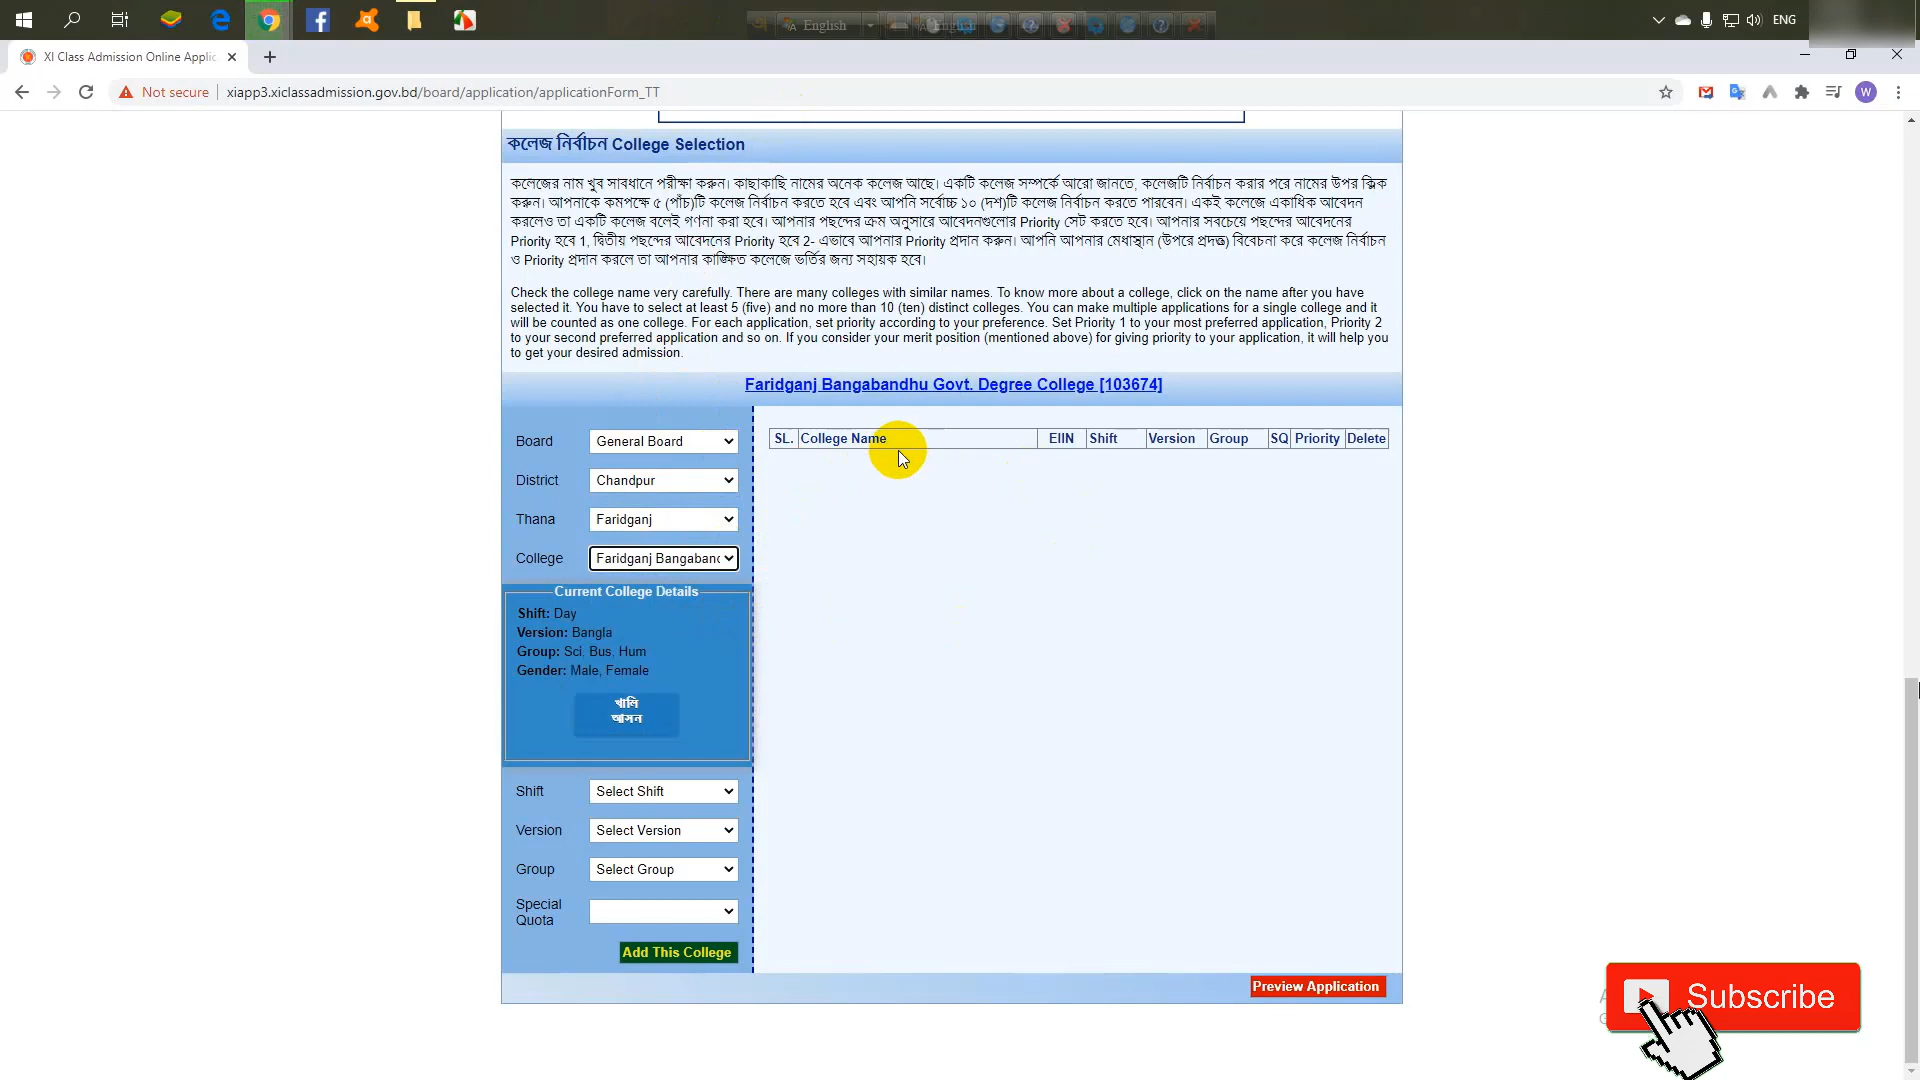 English
ENG
XI Class Admission Online Applic
Not secure
xiapp3.xiclassadmission.gov.bd/board/application/applicationForm_TT
W
কলেজ নির্বাচন College Selection
কলেজের নাম খুব সাবধানে পরীক্ষা করুন। কাছাকাছি নামের অনেক কলেজ আছে। একটি কলেজ সম্পর্কে আরো জানতে, কলেজটি নির্বাচন করার পরে নামের উপর ক্লিক
করুন। আপনাকে কমপক্ষে ৫ (পাঁচ)টি কলেজ নির্বাচন করতে হবে এবং আপনি সর্বোচ্চ ১০ (দশ)টি কলেজ নির্বাচন করতে পারবেন। একই কলেজে একাধিক আবেদন
করলেও তা একটি কলেজ বলেই গণনা করা হবে। আপনার পছন্দের ক্রম অনুসারে আবেদনগুলোর Priority সেট করতে হবে। আপনার সবচেয়ে পছন্দের আবেদনের
Priority হবে 1, দ্বিতীয় পছন্দের আবেদনের Priority হবে 2- এভাবে আপনার Priority প্রদান করুন। আপনি আপনার মেধাস্থান (উপরে প্রদত্ত) বিবেচনা করে কলেজ নির্বাচন
ও Priority প্রদান করলে তা আপনার কাঙ্ক্ষিত কলেজে ভর্তির জন্য সহায়ক হবে।
Check the college name very carefully. There are many colleges with similar names. To know more about a college, click on the name after you have
selected it. You have to select at least 5 (five) and no more than 10 (ten) distinct colleges. You can make multiple applications for a single college and it
will be counted as one college. For each application, set priority according to your preference. Set Priority 1 to your most preferred application, Priority 2
to your second preferred application and so on. If you consider your merit position (mentioned above) for giving priority to your application, it will help you
to get your desired admission.
Faridganj Bangabandhu Govt. Degree College [103674]
Board General Board
District Chandpur
Thana Faridganj
College Faridganj Bangaband
SL. College Name EIIN Shift Version Group SQ Priority Delete
Current College Details
Shift: Day
Version: Bangla
Group: Sci, Bus, Hum
Gender: Male, Female
খালি
আসন
Shift Select Shift
Version Select Version
Group Select Group
Special
Quota
Add This College
Preview Application
Subscribe